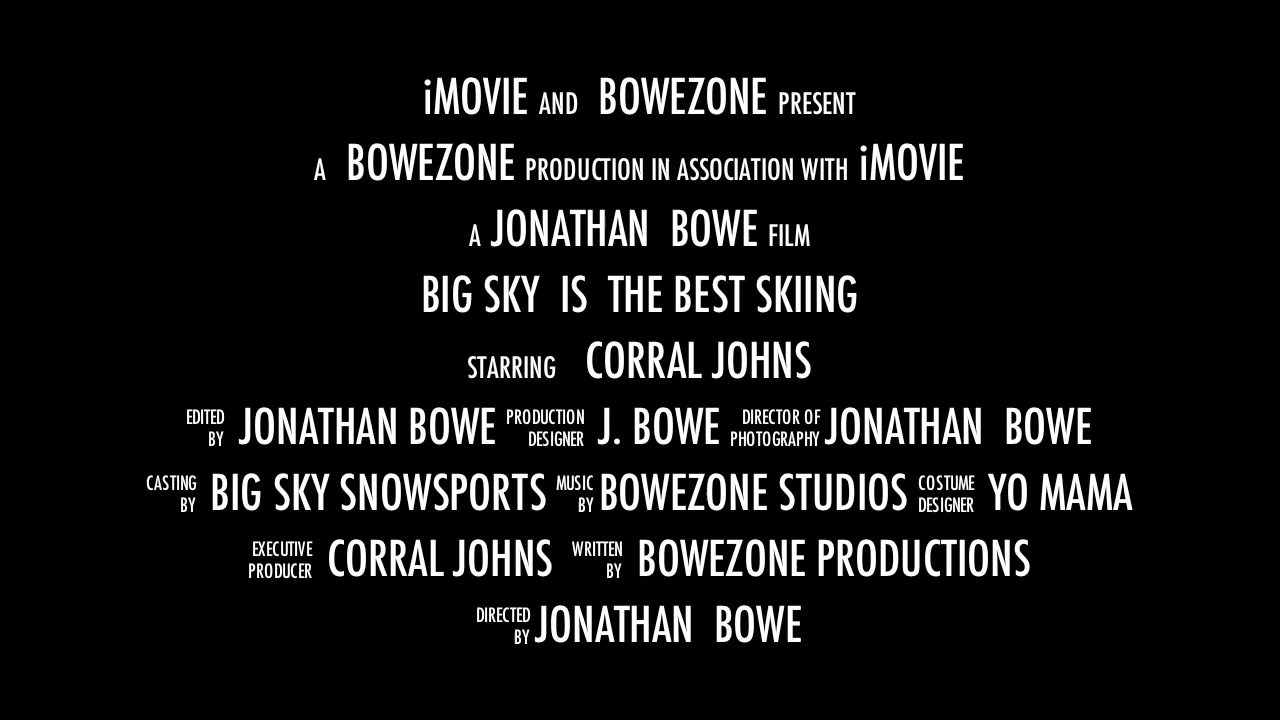 iMOVIE AND BOWEZONE PRESENT
A BOWEZONE PRODUCTION IN ASSOCIATION WITH iMOVIE
A JONATHAN BOWE FILM
BIG SKY IS THE BEST SKIING
STARRING CORRAL JOHNS
EDITED BY JONATHAN BOWE PRODUCTION DESIGNER J. BOWE DIRECTOR OF PHOTOGRAPHY JONATHAN BOWE
CASTING BY BIG SKY SNOWSPORTS MUSIC BY BOWEZONE STUDIOS COSTUME DESIGNER YO MAMA
EXECUTIVE PRODUCER CORRAL JOHNS WRITTEN BY BOWEZONE PRODUCTIONS
DIRECTED BY JONATHAN BOWE